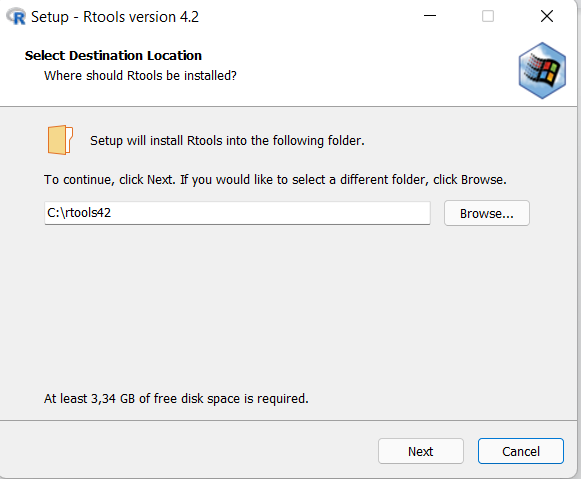 Setup - Rtools version 4.2
Select Destination Location
Where should Rtools be installed?
Setup will install Rtools into the following folder.
To continue, click Next. If you would like to select a different folder, click Browse.
C:\rtools42
Browse...
At least 3,34 GB of free disk space is required.
Next
Cancel